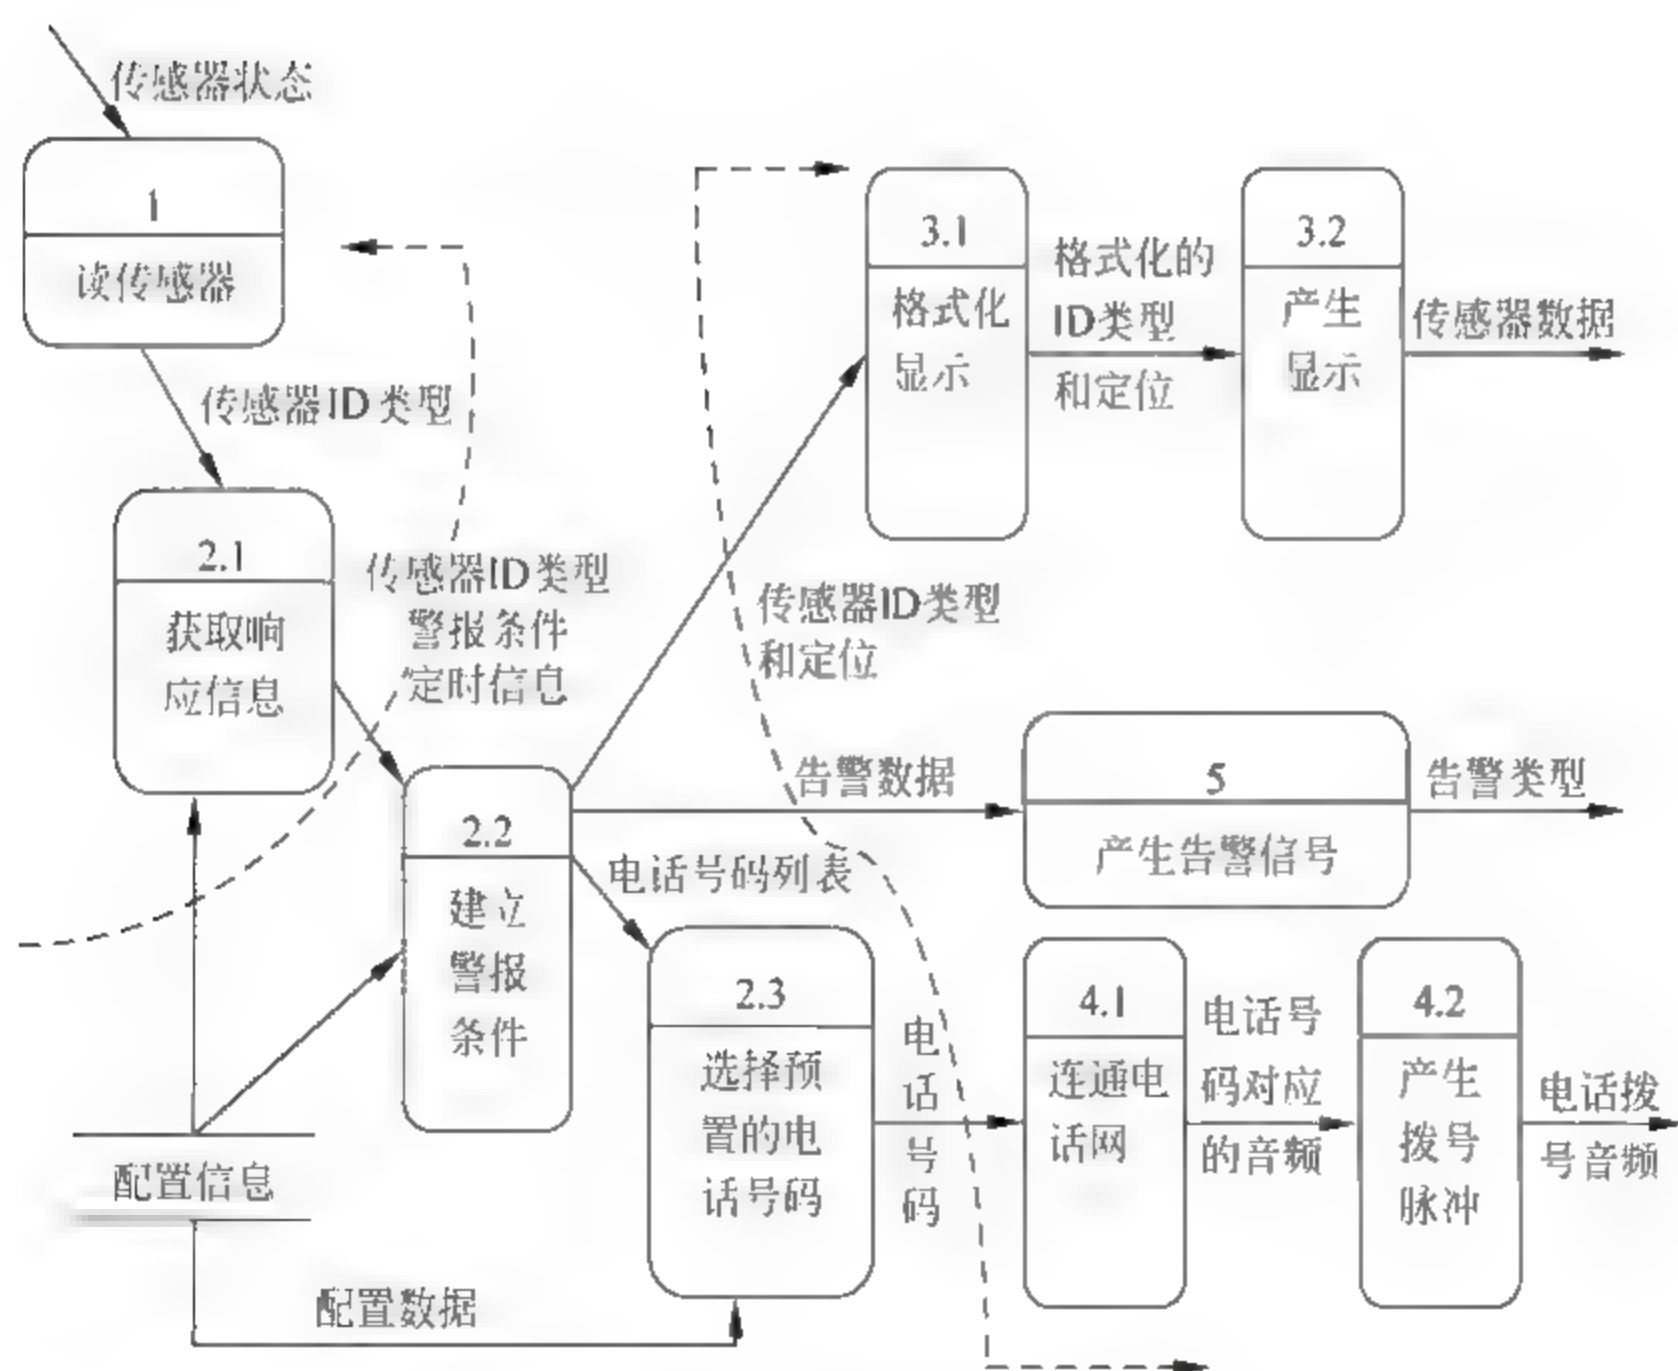 传感器状态
1
读传感器
传感器ID类型
2.1
获取响
应信息
传感器ID类型
警报条件
定时信息
2.2
建立
警报
条件
配置信息
配置数据
电话号码列表
2.3
选择预
置的电
话号码
3.1
格式化
显示
格式化的
ID类型
和定位
3.2
产生
显示
传感器数据
传感器ID类型
和定位
告警数据
5
产生告警信号
告警类型
电
话
号
码
4.1
连通电
话网
电话号
码对应
的音频
4.2
产生
拨号
脉冲
电话拨
号音频